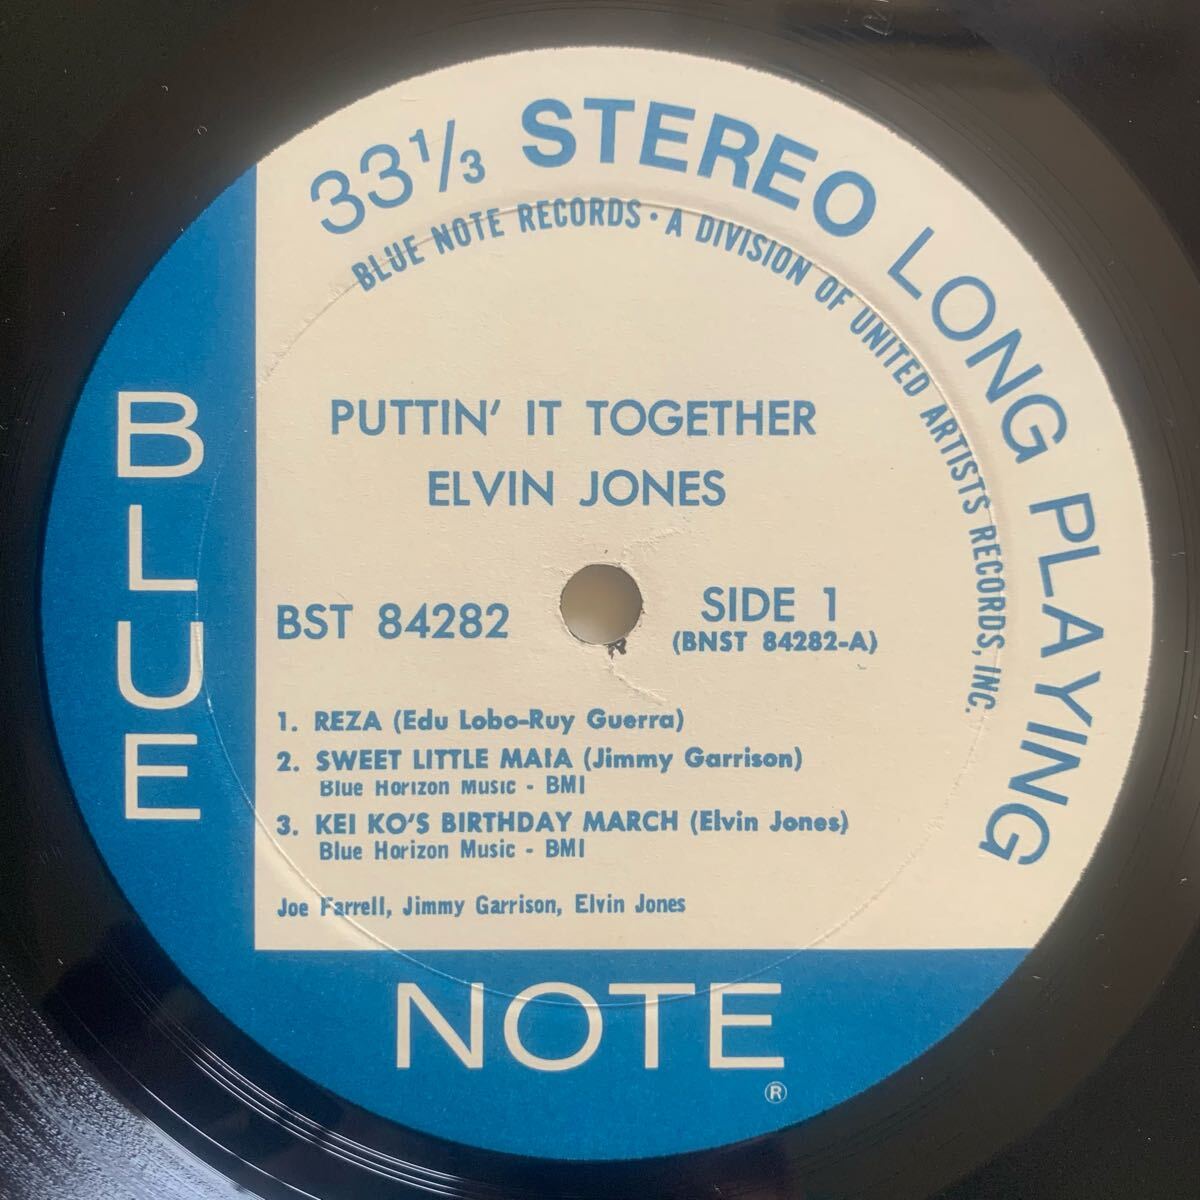 33⅓ STEREO LONG PLAYING
BLUE NOTE RECORDS · A DIVISION OF UNITED ARTISTS RECORDS, INC.
PUTTIN' IT TOGETHER
ELVIN JONES
BST 84282
SIDE 1
(BNST 84282-A)
1. REZA (Edu Lobo-Ruy Guerra)
2. SWEET LITTLE MAIA (Jimmy Garrison)
Blue Horizon Music - BMI
3. KEI KO'S BIRTHDAY MARCH (Elvin Jones)
Blue Horizon Music - BMI
Joe Farrell, Jimmy Garrison, Elvin Jones
BLUE
NOTE
®